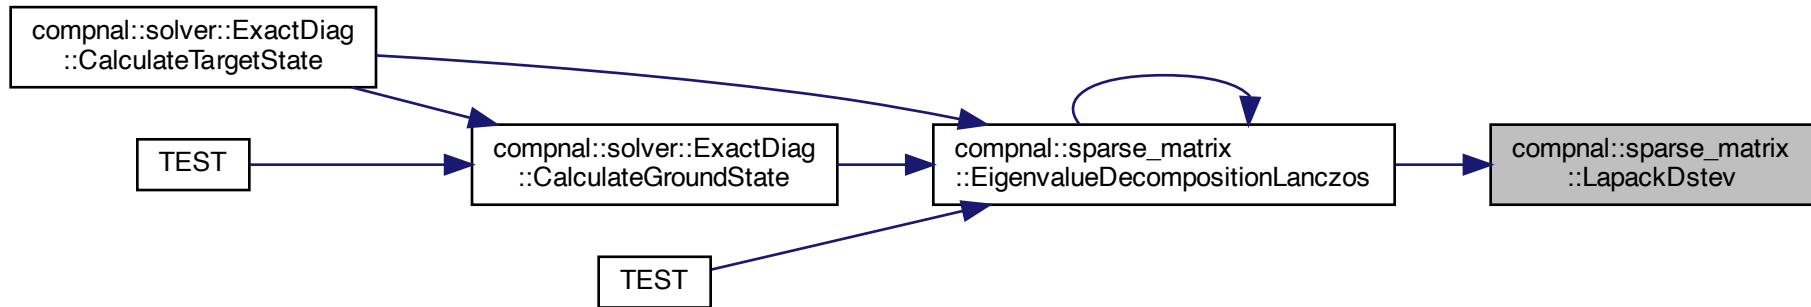 compnal::solver::ExactDiag
::CalculateTargetState
TEST
compnal::solver::ExactDiag
::CalculateGroundState
TEST
compnal::sparse_matrix
::EigenvalueDecompositionLanczos
compnal::sparse_matrix
::LapackDstev